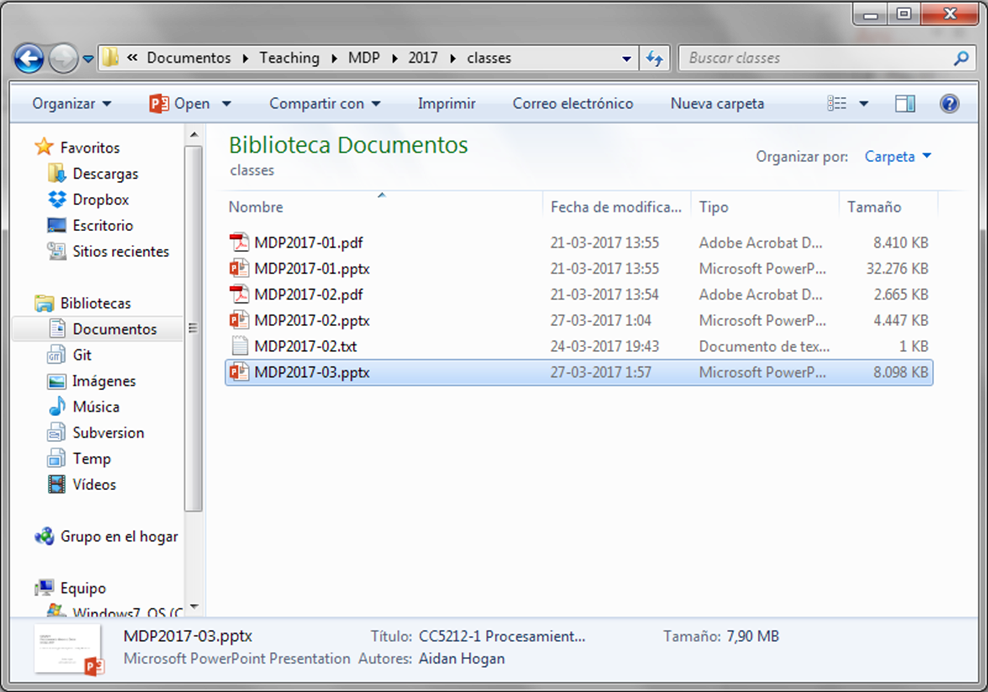 « Documentos ▸ Teaching ▸ MDP ▸ 2017 ▸ classes
Buscar classes
Organizar
Open
Compartir con
Imprimir
Correo electrónico
Nueva carpeta
Favoritos
Descargas
Dropbox
Escritorio
Sitios recientes
Bibliotecas
Documentos
Git
Imágenes
Música
Subversion
Temp
Vídeos
Grupo en el hogar
Equipo
Windows7_OS (C
Biblioteca Documentos
classes
Organizar por: Carpeta
Nombre Fecha de modifica... Tipo Tamaño
MDP2017-01.pdf 21-03-2017 13:55 Adobe Acrobat D... 8.410 KB
MDP2017-01.pptx 21-03-2017 13:55 Microsoft PowerP... 32.276 KB
MDP2017-02.pdf 21-03-2017 13:54 Adobe Acrobat D... 2.665 KB
MDP2017-02.pptx 27-03-2017 1:04 Microsoft PowerP... 4.447 KB
MDP2017-02.txt 24-03-2017 19:43 Documento de tex... 1 KB
MDP2017-03.pptx 27-03-2017 1:57 Microsoft PowerP... 8.098 KB
MDP2017-03.pptx Título: CC5212-1 Procesamient... Tamaño: 7,90 MB
Microsoft PowerPoint Presentation Autores: Aidan Hogan